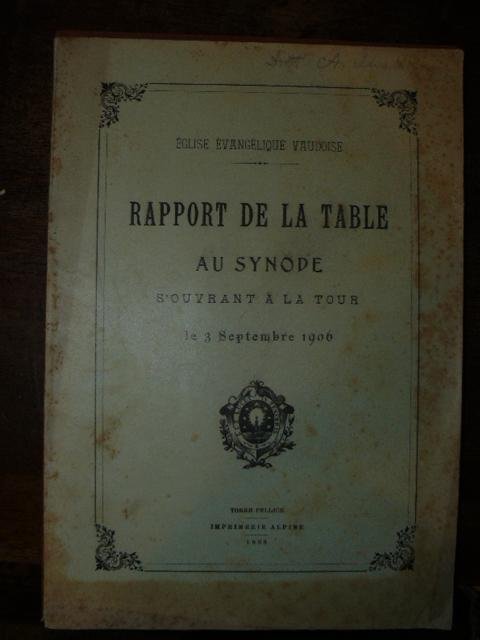 ÉGLISE ÉVANGÉLIQUE VAUDOISE
RAPPORT DE LA TABLE
AU SYNODE
S'OUVRANT À LA TOUR
le 3 Septembre 1906
TORRE PELLICE
IMPRIMERIE ALPINE